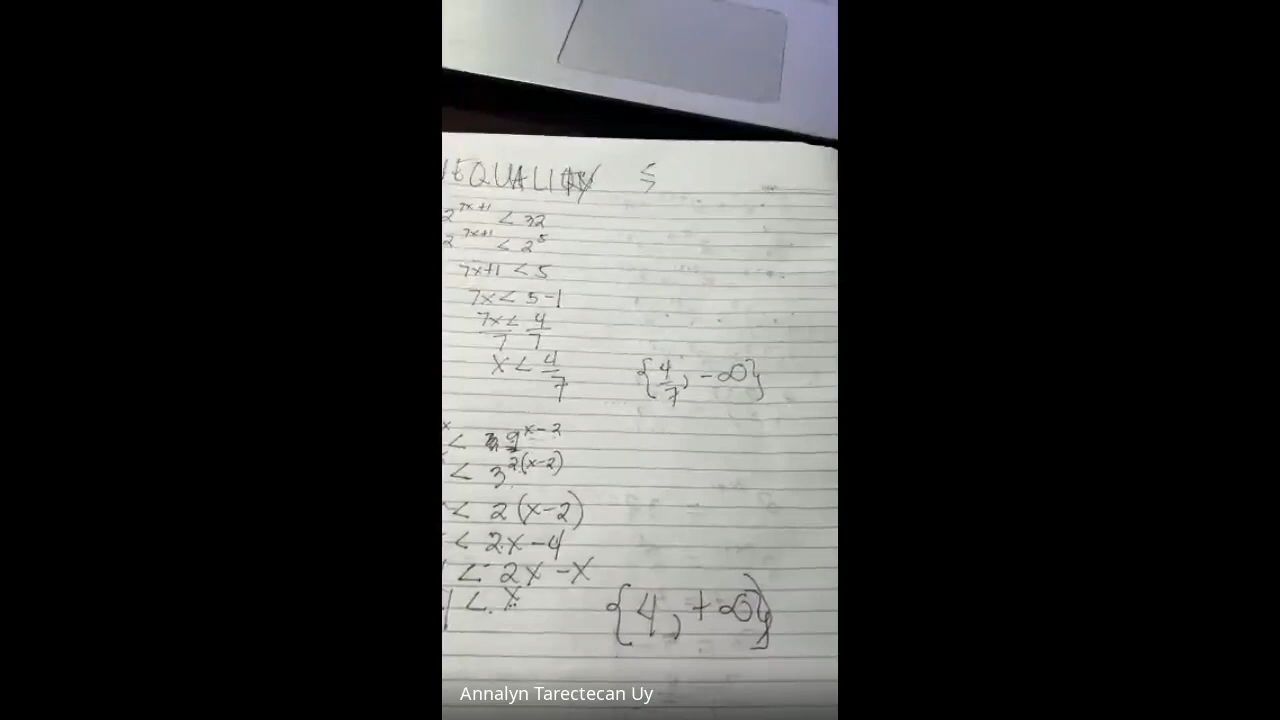 NEQUALITY ≤
2^7x+1 < 32
2^7x+1 < 2^5
7x+1 < 5
7x < 5-1
7x < 4
7 7
x < 4/7 {4/7, -∞}
x < 9^x-2
< 3^2(x-2)
< 2(x-2)
< 2x-4
< 2x-x
< x {4, +∞}
Annalyn Tarectecan Uy